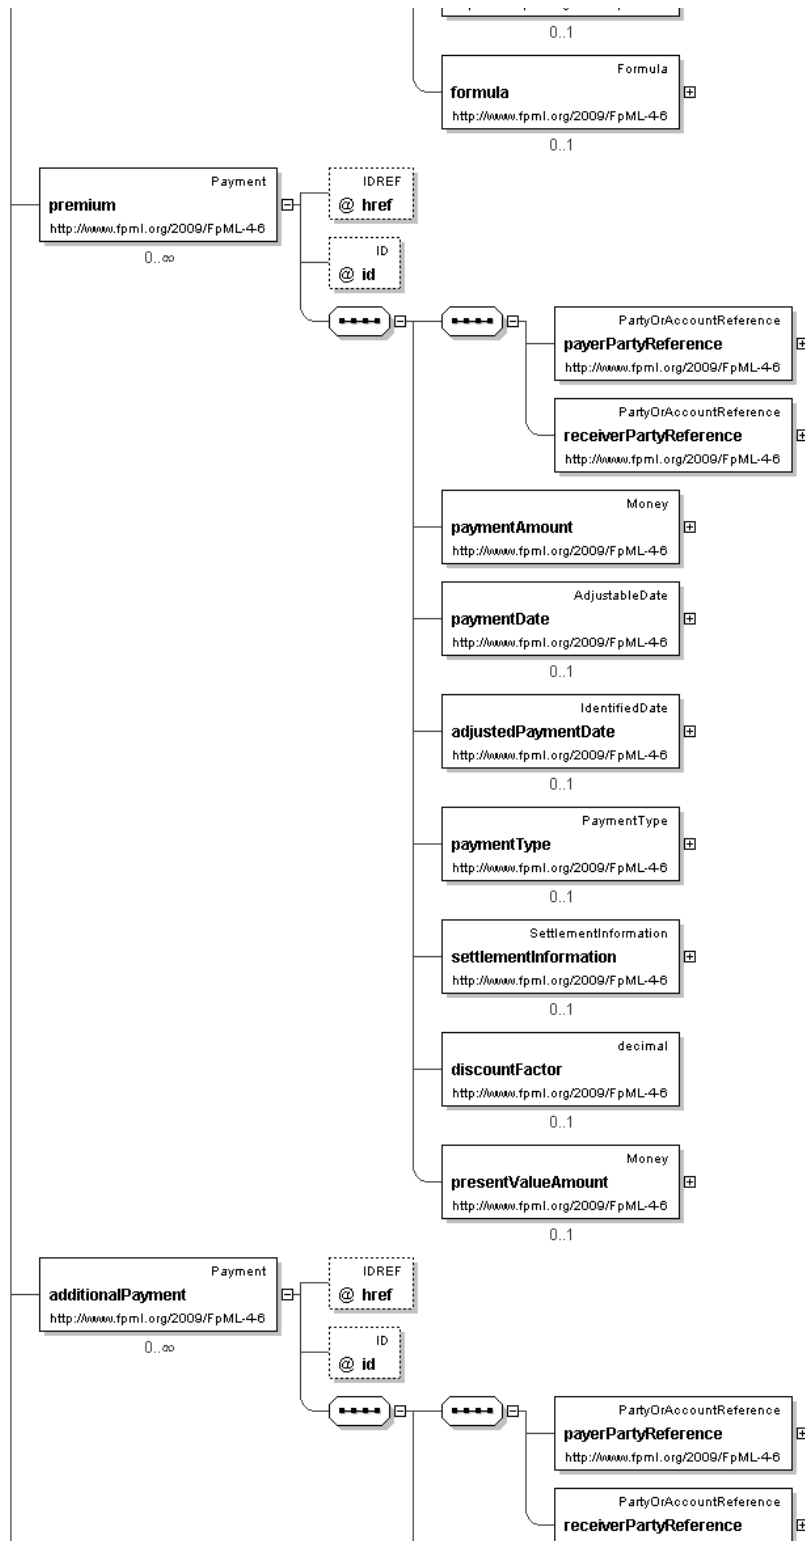 0..1
Formula
formula
http://www.fpml.org/2009/FpML-4-6
0..1
Payment
premium
http://www.fpml.org/2009/FpML-4-6
0..∞
IDREF
@ href
ID
@ id
PartyOrAccountReference
payerPartyReference
http://www.fpml.org/2009/FpML-4-6
PartyOrAccountReference
receiverPartyReference
http://www.fpml.org/2009/FpML-4-6
Money
paymentAmount
http://www.fpml.org/2009/FpML-4-6
AdjustableDate
paymentDate
http://www.fpml.org/2009/FpML-4-6
0..1
IdentifiedDate
adjustedPaymentDate
http://www.fpml.org/2009/FpML-4-6
0..1
PaymentType
paymentType
http://www.fpml.org/2009/FpML-4-6
0..1
SettlementInformation
settlementInformation
http://www.fpml.org/2009/FpML-4-6
0..1
decimal
discountFactor
http://www.fpml.org/2009/FpML-4-6
0..1
Money
presentValueAmount
http://www.fpml.org/2009/FpML-4-6
0..1
Payment
additionalPayment
http://www.fpml.org/2009/FpML-4-6
0..∞
IDREF
@ href
ID
@ id
PartyOrAccountReference
payerPartyReference
http://www.fpml.org/2009/FpML-4-6
PartyOrAccountReference
receiverPartyReference